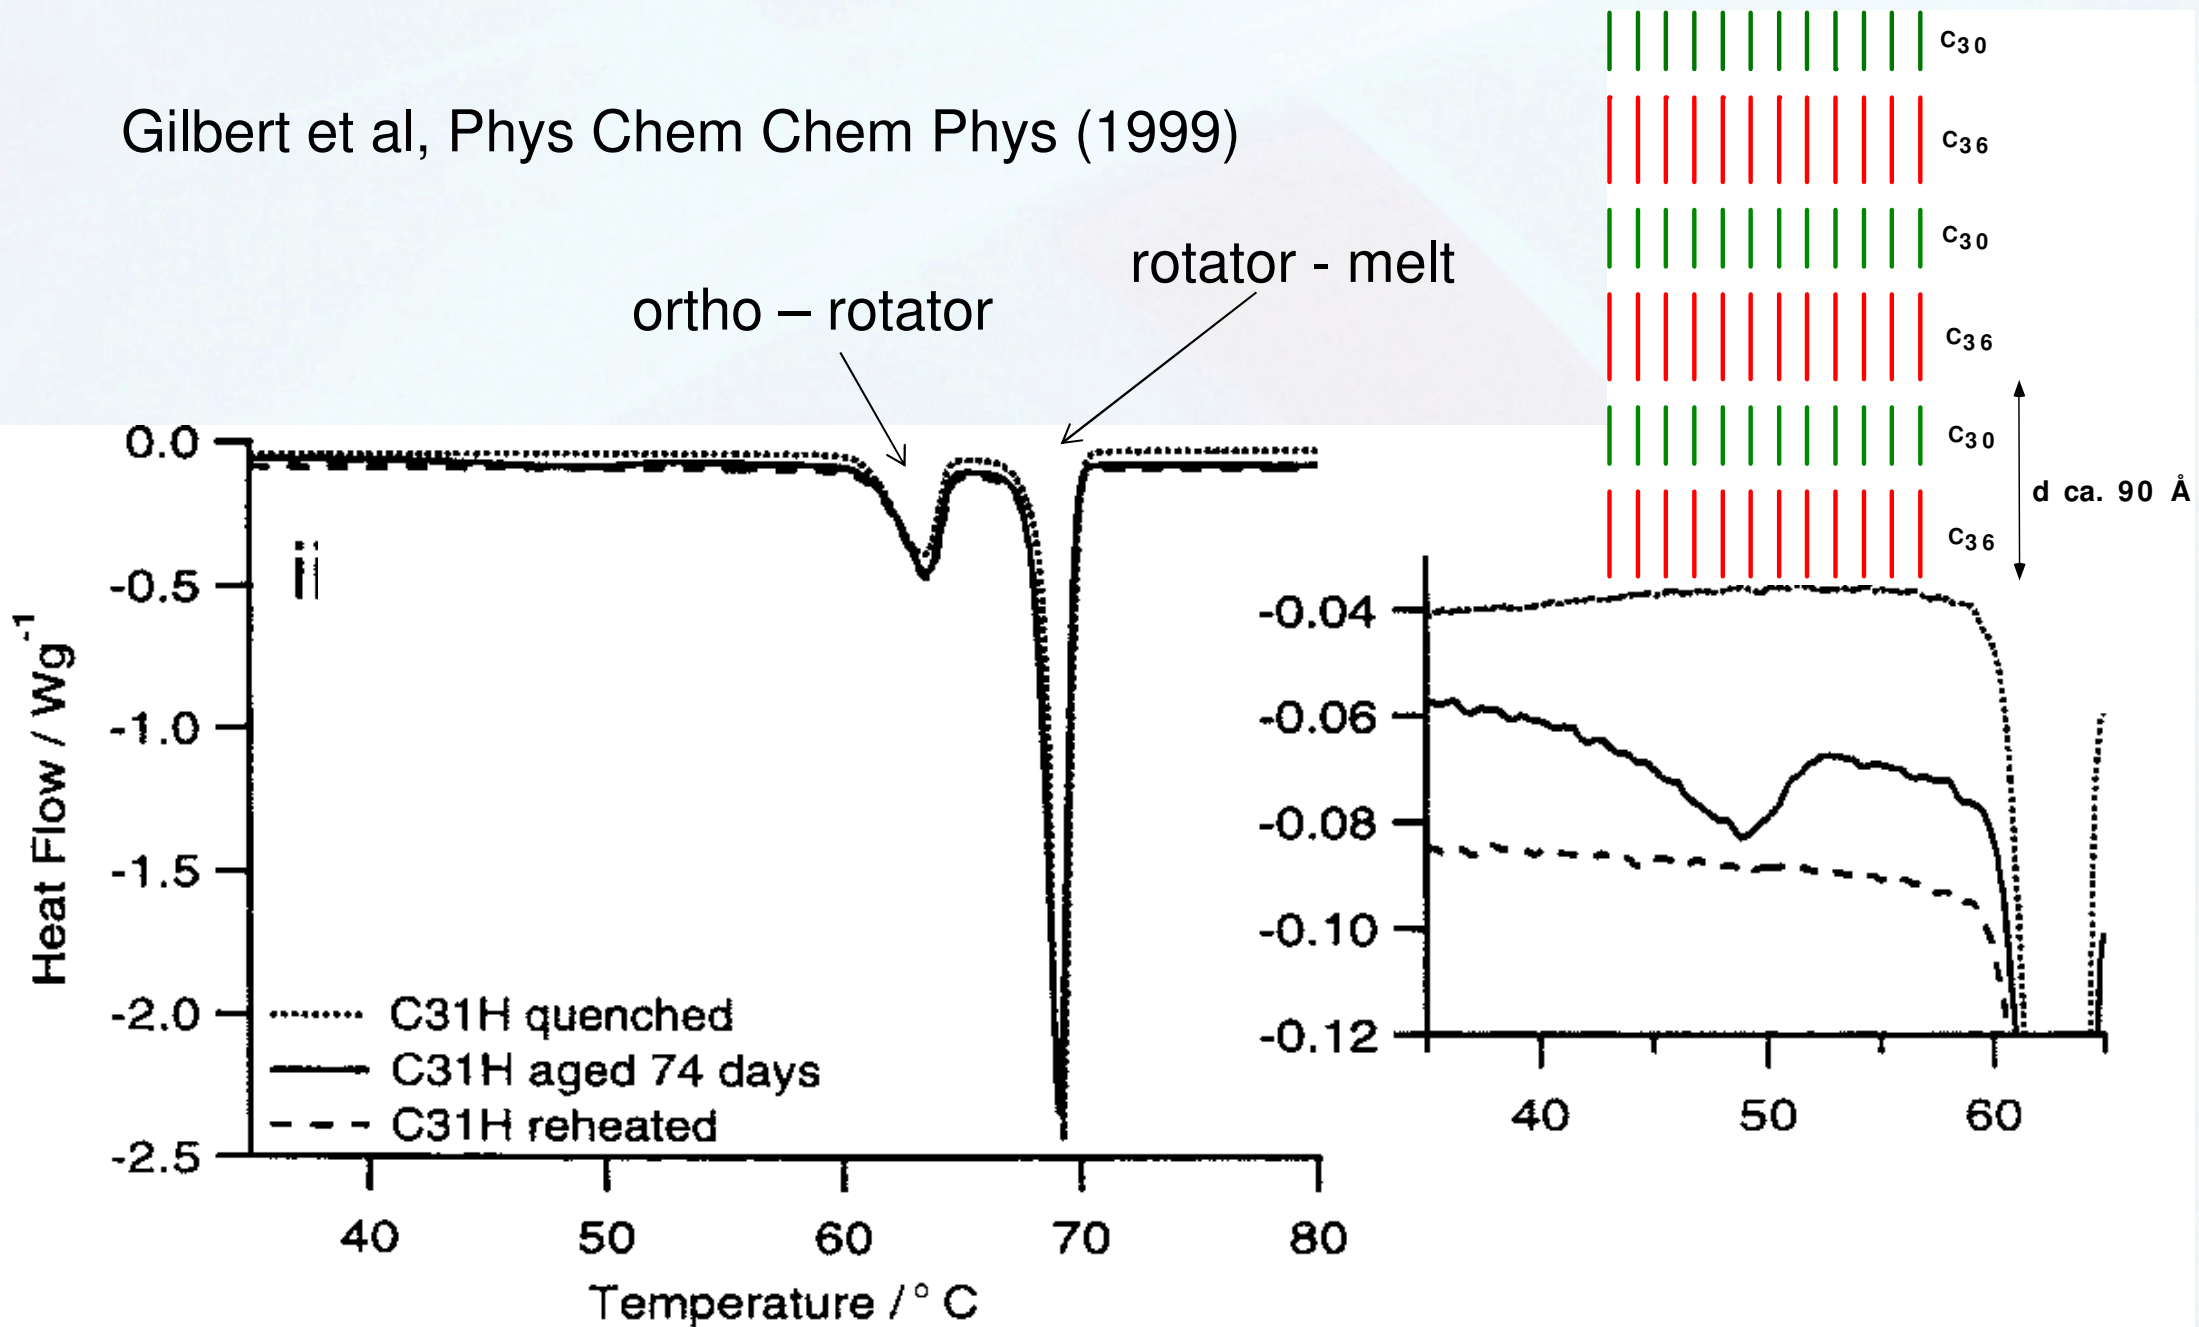 Gilbert et al, Phys Chem Chem Phys (1999)
ortho – rotator
rotator - melt
C30
C36
C30
C36
C30
C36
d ca. 90 Å
0.0
-0.5
-1.0
-1.5
-2.0
-2.5
Heat Flow / Wg-1
ii
C31H quenched
C31H aged 74 days
C31H reheated
40 50 60 70 80
Temperature / ° C
-0.04
-0.06
-0.08
-0.10
-0.12
40 50 60